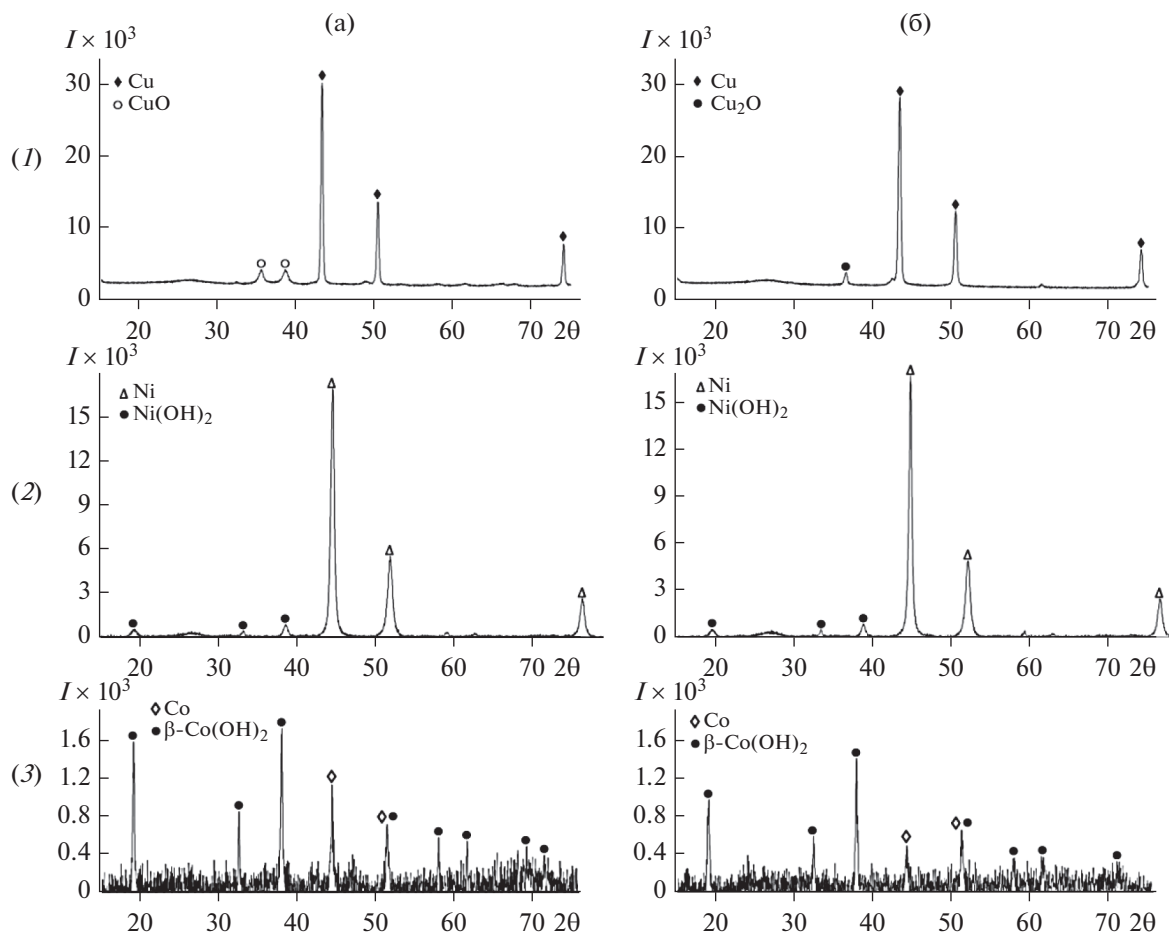 (а)
(б)
I × 10³
I × 10³
Cu
CuO
Cu
Cu₂O
(1)
30
20
10
0
30
20
10
0
20 30 40 50 60 70 2θ
20 30 40 50 60 70 2θ
I × 10³
I × 10³
Ni
Ni(OH)₂
Ni
Ni(OH)₂
(2)
15
12
9
6
3
0
15
12
9
6
3
0
20 30 40 50 60 70 2θ
20 30 40 50 60 70 2θ
I × 10³
I × 10³
Co
β-Co(OH)₂
Co
β-Co(OH)₂
(3)
1.6
1.2
0.8
0.4
0
1.6
1.2
0.8
0.4
0
20 30 40 50 60 70 2θ
20 30 40 50 60 70 2θ